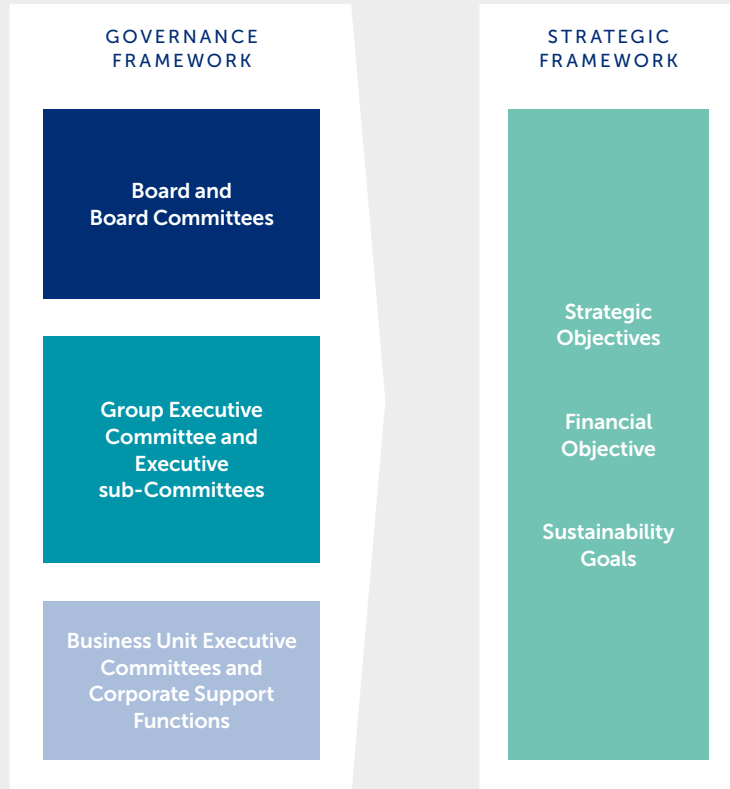 GOVERNANCE
FRAMEWORK
Board and
Board Committees
Group Executive
Committee and
Executive
sub-Committees
Business Unit Executive
Committees and
Corporate Support
Functions
STRATEGIC
FRAMEWORK
Strategic
Objectives
Financial
Objective
Sustainability
Goals